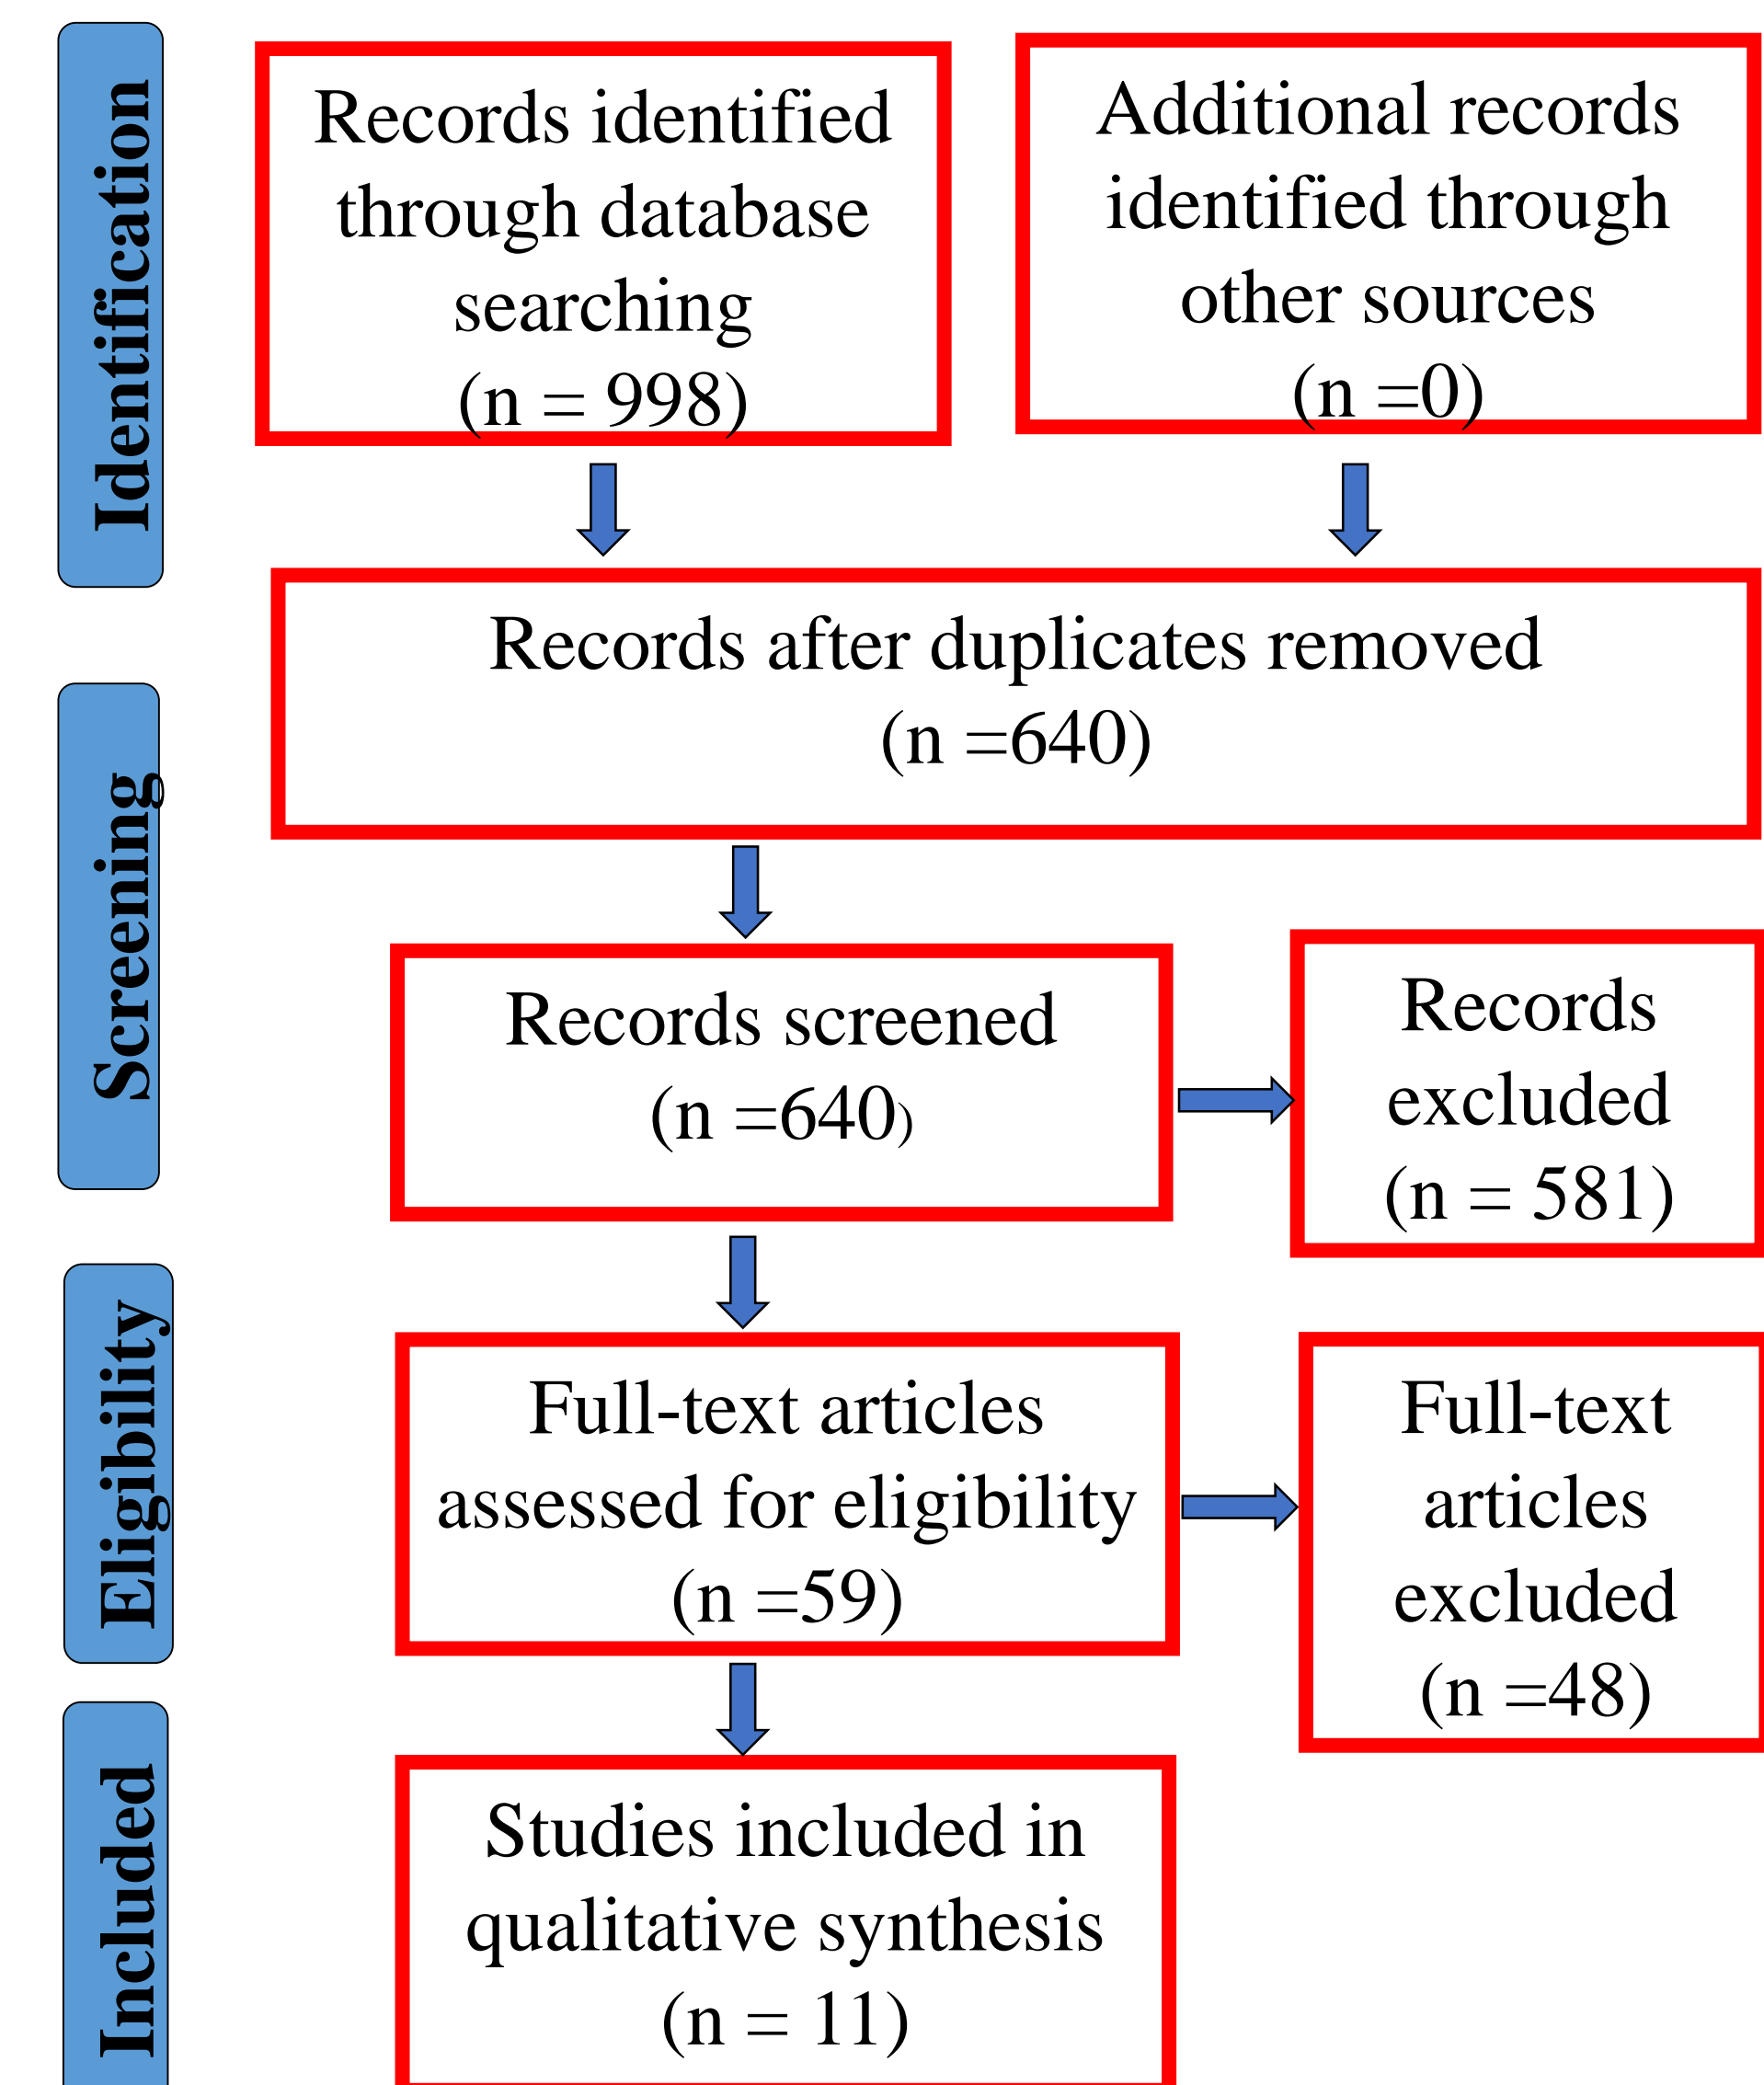 Identification
Records identified
through database
searching
(n = 998)
Additional records
identified through
other sources
(n =0)
Records after duplicates removed
(n =640)
Screening
Records screened
(n =640)
Records
excluded
(n = 581)
Eligibility
Full-text articles
assessed for eligibility
(n =59)
Full-text
articles
excluded
(n =48)
Included
Studies included in
qualitative synthesis
(n = 11)